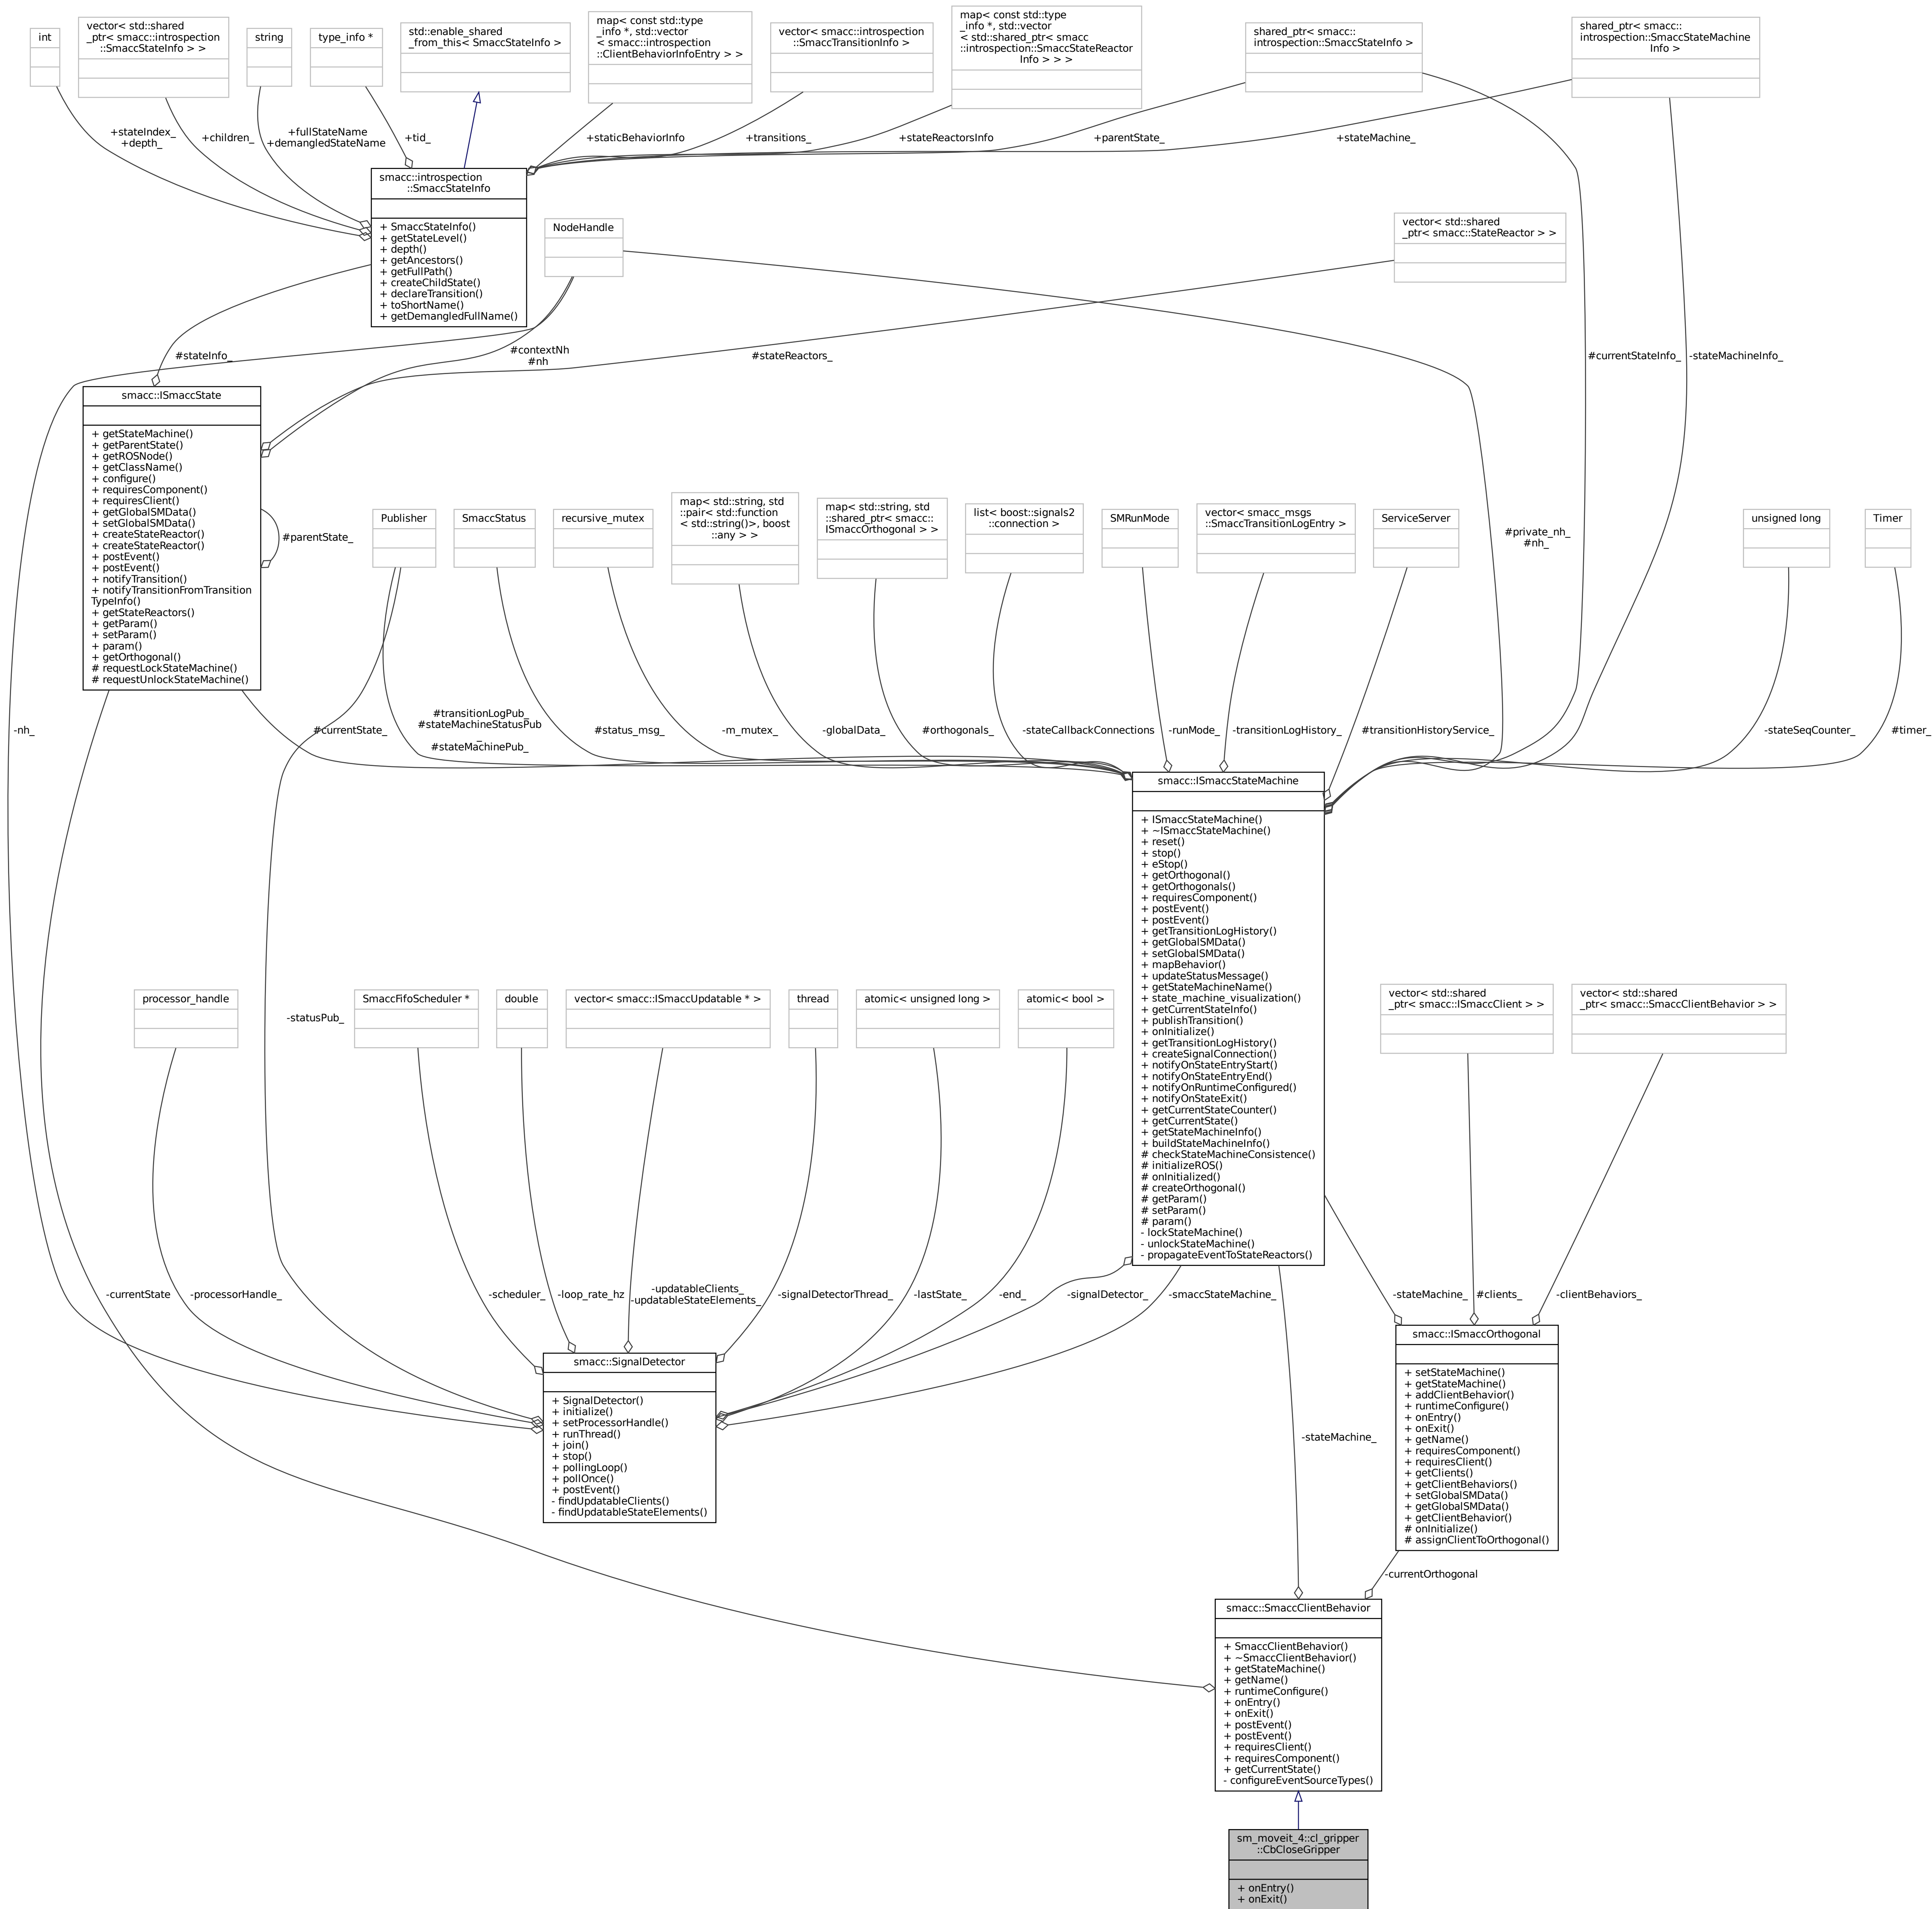 int
vector< std::shared
_ptr< smacc::introspection
::SmaccStateInfo > >
string
type_info *
std::enable_shared
_from_this< SmaccStateInfo >
map< const std::type
_info *, std::vector
< smacc::introspection
::ClientBehaviorInfoEntry > >
vector< smacc::introspection
::SmaccTransitionInfo >
map< const std::type
_info *, std::vector
< std::shared_ptr< smacc
::introspection::SmaccStateReactor
Info > > >
shared_ptr< smacc::
introspection::SmaccStateInfo >
shared_ptr< smacc::
introspection::SmaccStateMachine
Info >
+stateIndex_
+depth_
+children_
+fullStateName
+demangledStateName
+tid_
+staticBehaviorInfo
+transitions_
+stateReactorsInfo
+parentState_
+stateMachine_
smacc::introspection
::SmaccStateInfo
+ SmaccStateInfo()
+ getStateLevel()
+ depth()
+ getAncestors()
+ getFullPath()
+ createChildState()
+ declareTransition()
+ toShortName()
+ getDemangledFullName()
NodeHandle
vector< std::shared
_ptr< smacc::StateReactor > >
#stateInfo_
#contextNh
#nh
#stateReactors_
#currentStateInfo_
-stateMachineInfo_
smacc::ISmaccState
+ getStateMachine()
+ getParentState()
+ getROSNode()
+ getClassName()
+ configure()
+ requiresComponent()
+ requiresClient()
+ getGlobalSMData()
+ setGlobalSMData()
+ createStateReactor()
+ createStateReactor()
+ postEvent()
+ postEvent()
+ notifyTransition()
+ notifyTransitionFromTransition
TypeInfo()
+ getStateReactors()
+ getParam()
+ setParam()
+ param()
+ getOrthogonal()
# requestLockStateMachine()
# requestUnlockStateMachine()
#parentState_
Publisher
SmaccStatus
recursive_mutex
map< std::string, std
::pair< std::function
< std::string()>, boost
::any > >
map< std::string, std
::shared_ptr< smacc::
ISmaccOrthogonal > >
list< boost::signals2
::connection >
SMRunMode
vector< smacc_msgs
::SmaccTransitionLogEntry >
ServiceServer
#private_nh_
#nh_
unsigned long
Timer
-nh_
#currentState_
#transitionLogPub_
#stateMachineStatusPub
_
#stateMachinePub_
#status_msg_
-m_mutex_
-globalData_
#orthogonals_
-stateCallbackConnections
-runMode_
-transitionLogHistory_
#transitionHistoryService_
-stateSeqCounter_
#timer_
smacc::ISmaccStateMachine
+ ISmaccStateMachine()
+ ~ISmaccStateMachine()
+ reset()
+ stop()
+ eStop()
+ getOrthogonal()
+ getOrthogonals()
+ requiresComponent()
+ postEvent()
+ postEvent()
+ getTransitionLogHistory()
+ getGlobalSMData()
+ setGlobalSMData()
+ mapBehavior()
+ updateStatusMessage()
+ getStateMachineName()
+ state_machine_visualization()
+ getCurrentStateInfo()
+ publishTransition()
+ onInitialize()
+ getTransitionLogHistory()
+ createSignalConnection()
+ notifyOnStateEntryStart()
+ notifyOnStateEntryEnd()
+ notifyOnRuntimeConfigured()
+ notifyOnStateExit()
+ getCurrentStateCounter()
+ getCurrentState()
+ getStateMachineInfo()
+ buildStateMachineInfo()
# checkStateMachineConsistence()
# initializeROS()
# onInitialized()
# createOrthogonal()
# getParam()
# setParam()
# param()
- lockStateMachine()
- unlockStateMachine()
- propagateEventToStateReactors()
processor_handle
-statusPub_
SmaccFifoScheduler *
double
vector< smacc::ISmaccUpdatable * >
thread
atomic< unsigned long >
atomic< bool >
vector< std::shared
_ptr< smacc::ISmaccClient > >
vector< std::shared
_ptr< smacc::SmaccClientBehavior > >
-currentState
-processorHandle_
-scheduler_
-loop_rate_hz
-updatableClients_
-updatableStateElements_
-signalDetectorThread_
-lastState_
-end_
-signalDetector_
-smaccStateMachine_
-stateMachine_
#clients_
-clientBehaviors_
smacc::SignalDetector
+ SignalDetector()
+ initialize()
+ setProcessorHandle()
+ runThread()
+ join()
+ stop()
+ pollingLoop()
+ pollOnce()
+ postEvent()
- findUpdatableClients()
- findUpdatableStateElements()
-stateMachine_
smacc::ISmaccOrthogonal
+ setStateMachine()
+ getStateMachine()
+ addClientBehavior()
+ runtimeConfigure()
+ onEntry()
+ onExit()
+ getName()
+ requiresComponent()
+ requiresClient()
+ getClients()
+ getClientBehaviors()
+ setGlobalSMData()
+ getGlobalSMData()
+ getClientBehavior()
# onInitialize()
# assignClientToOrthogonal()
-currentOrthogonal
smacc::SmaccClientBehavior
+ SmaccClientBehavior()
+ ~SmaccClientBehavior()
+ getStateMachine()
+ getName()
+ runtimeConfigure()
+ onEntry()
+ onExit()
+ postEvent()
+ postEvent()
+ requiresClient()
+ requiresComponent()
+ getCurrentState()
- configureEventSourceTypes()
sm_moveit_4::cl_gripper
::CbCloseGripper
+ onEntry()
+ onExit()